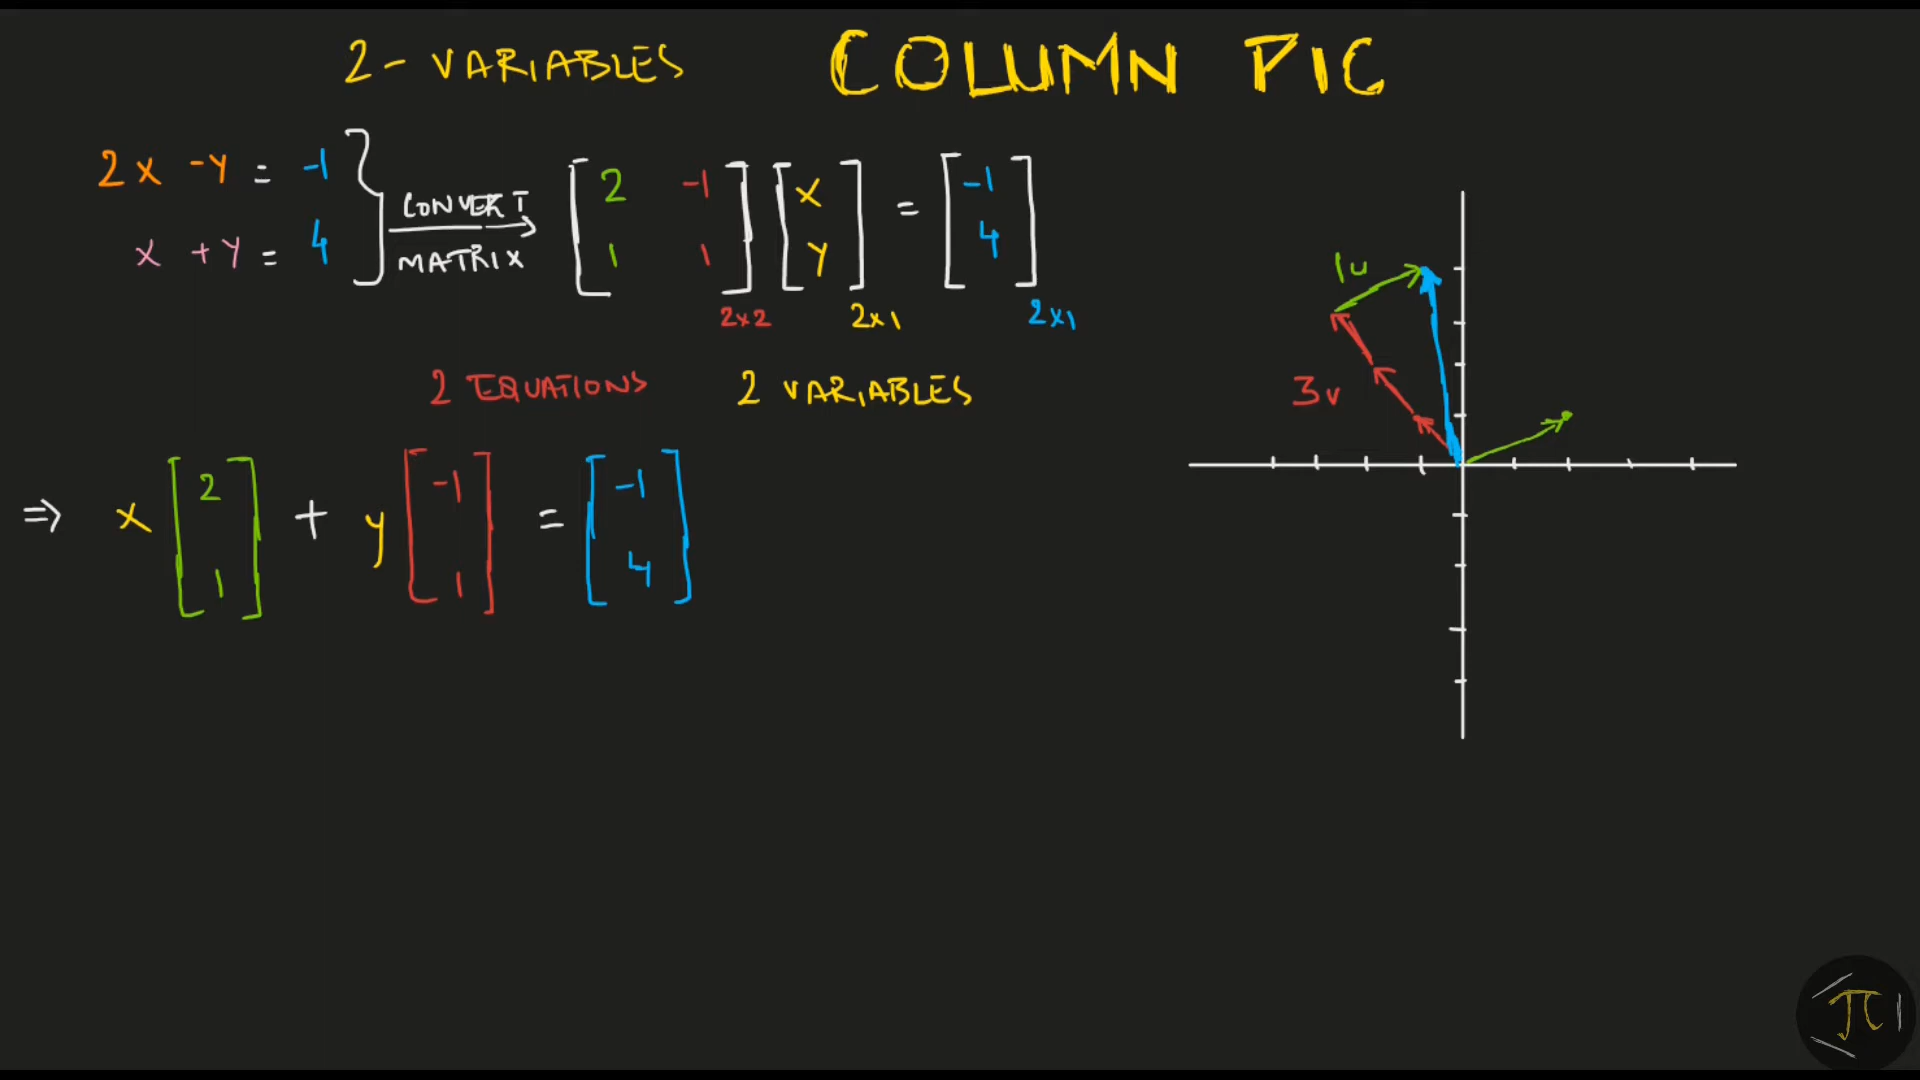 2 - VARIABLES COLUMN PIC
2x - y = -1
x + y = 4
CONVERT
MATRIX
[2 -1] [x] = [-1]
[1 1] [y] [4]
2x2 2x1 2x1
2 EQUATIONS 2 VARIABLES
⇒ x [2] + y [-1] = [-1]
[1] [1] [4]
1u
3v
π